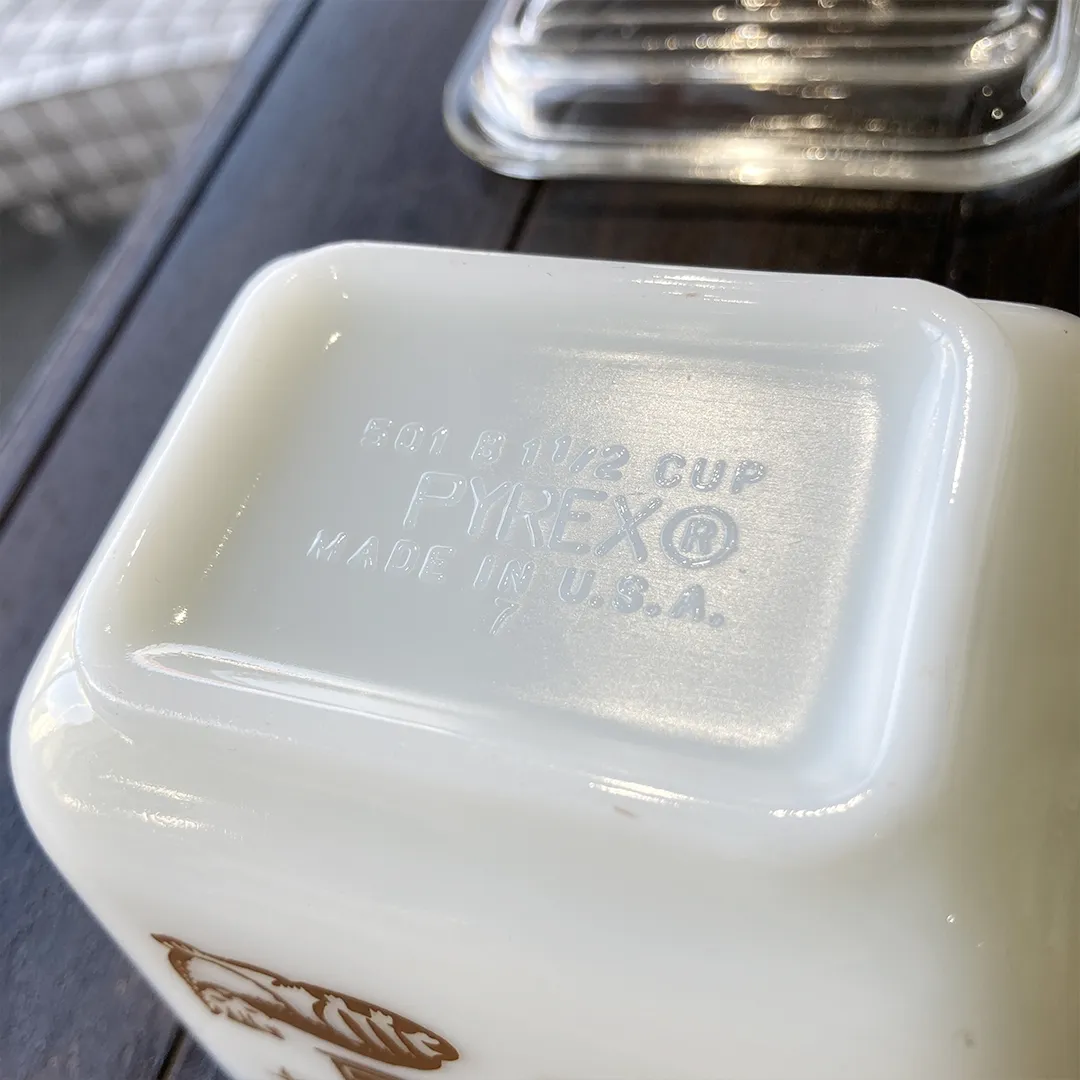 501 B 1 1/2 CUP
PYREX®
MADE IN U.S.A.
7